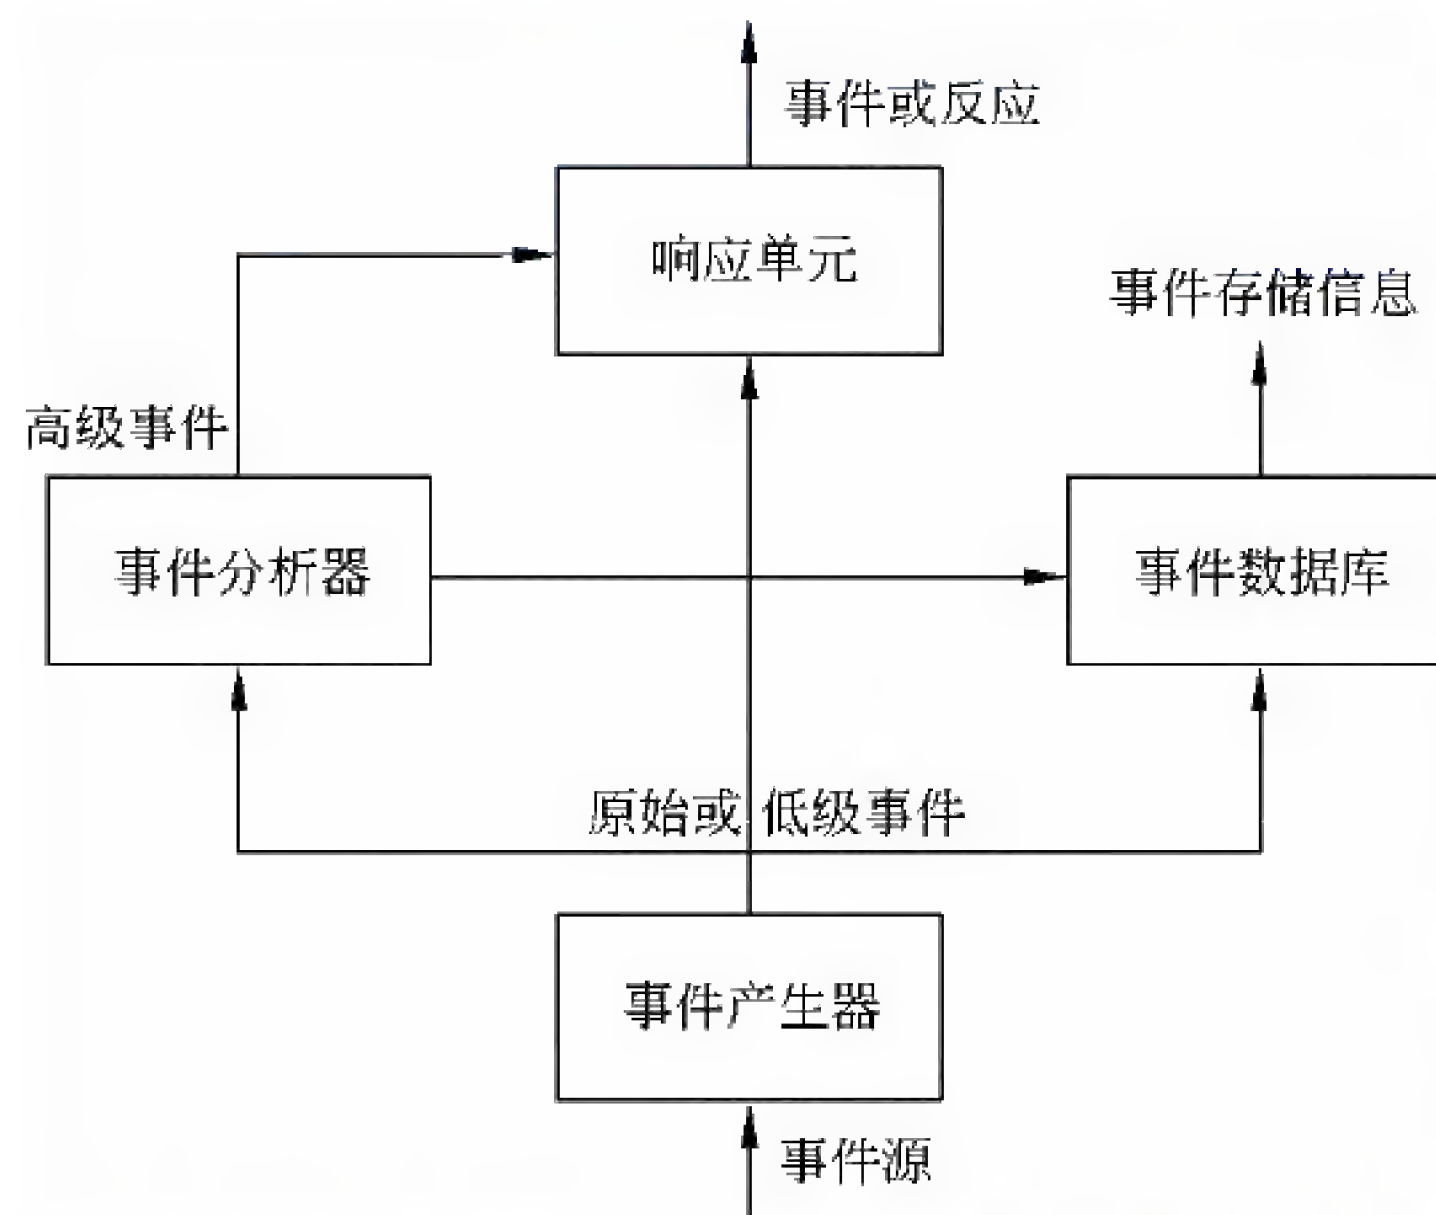 事件或反应
响应单元
事件存储信息
高级事件
事件分析器
事件数据库
原始或 低级事件
事件产生器
事件源